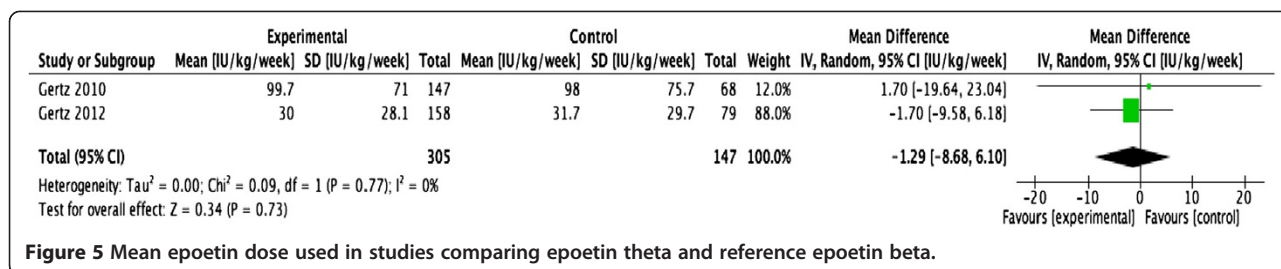 Experimental Control Mean Difference Mean Difference
Study or Subgroup Mean [IU/kg/week] SD [IU/kg/week] Total Mean [IU/kg/week] SD [IU/kg/week] Total Weight IV, Random, 95% CI [IU/kg/week] IV, Random, 95% CI [IU/kg/week]
Gertz 2010 99.7 71 147 98 75.7 68 12.0% 1.70 [-19.64, 23.04]
Gertz 2012 30 28.1 158 31.7 29.7 79 88.0% -1.70 [-9.58, 6.18]
Total (95% CI) 305 147 100.0% -1.29 [-8.68, 6.10]
Heterogeneity: Tau² = 0.00; Chi² = 0.09, df = 1 (P = 0.77); I² = 0%
Test for overall effect: Z = 0.34 (P = 0.73)
-20 -10 0 10 20
Favours [experimental] Favours [control]
Figure 5 Mean epoetin dose used in studies comparing epoetin theta and reference epoetin beta.